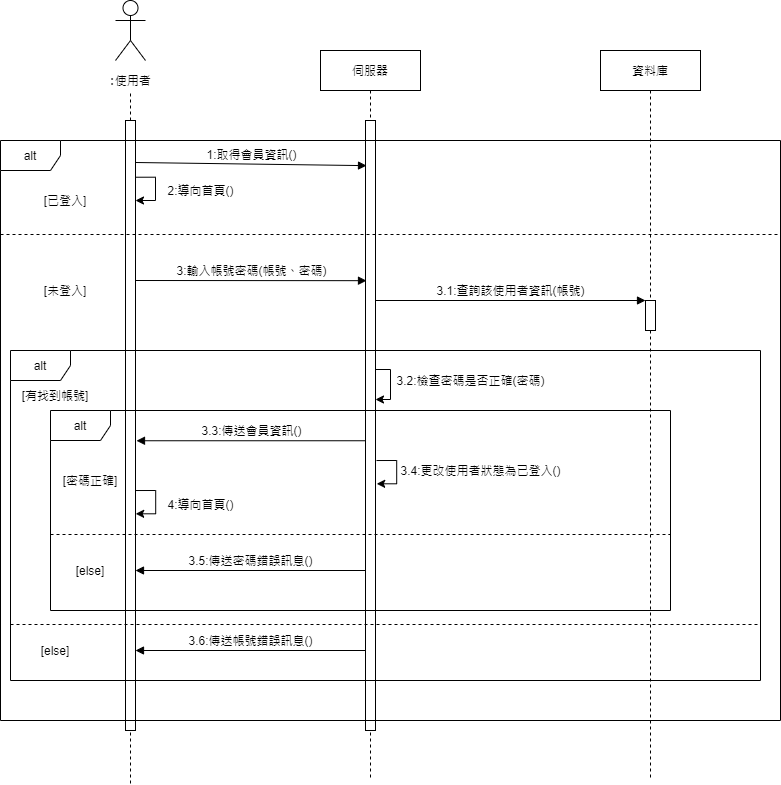 :使用者
伺服器
資料庫
alt
1:取得會員資訊()
2:導向首頁()
[已登入]
3:輸入帳號密碼(帳號、密碼)
[未登入]
3.1:查詢該使用者資訊(帳號)
alt
3.2:檢查密碼是否正確(密碼)
[有找到帳號]
alt
3.3:傳送會員資訊()
3.4:更改使用者狀態為已登入()
[密碼正確]
4:導向首頁()
3.5:傳送密碼錯誤訊息()
[else]
3.6:傳送帳號錯誤訊息()
[else]